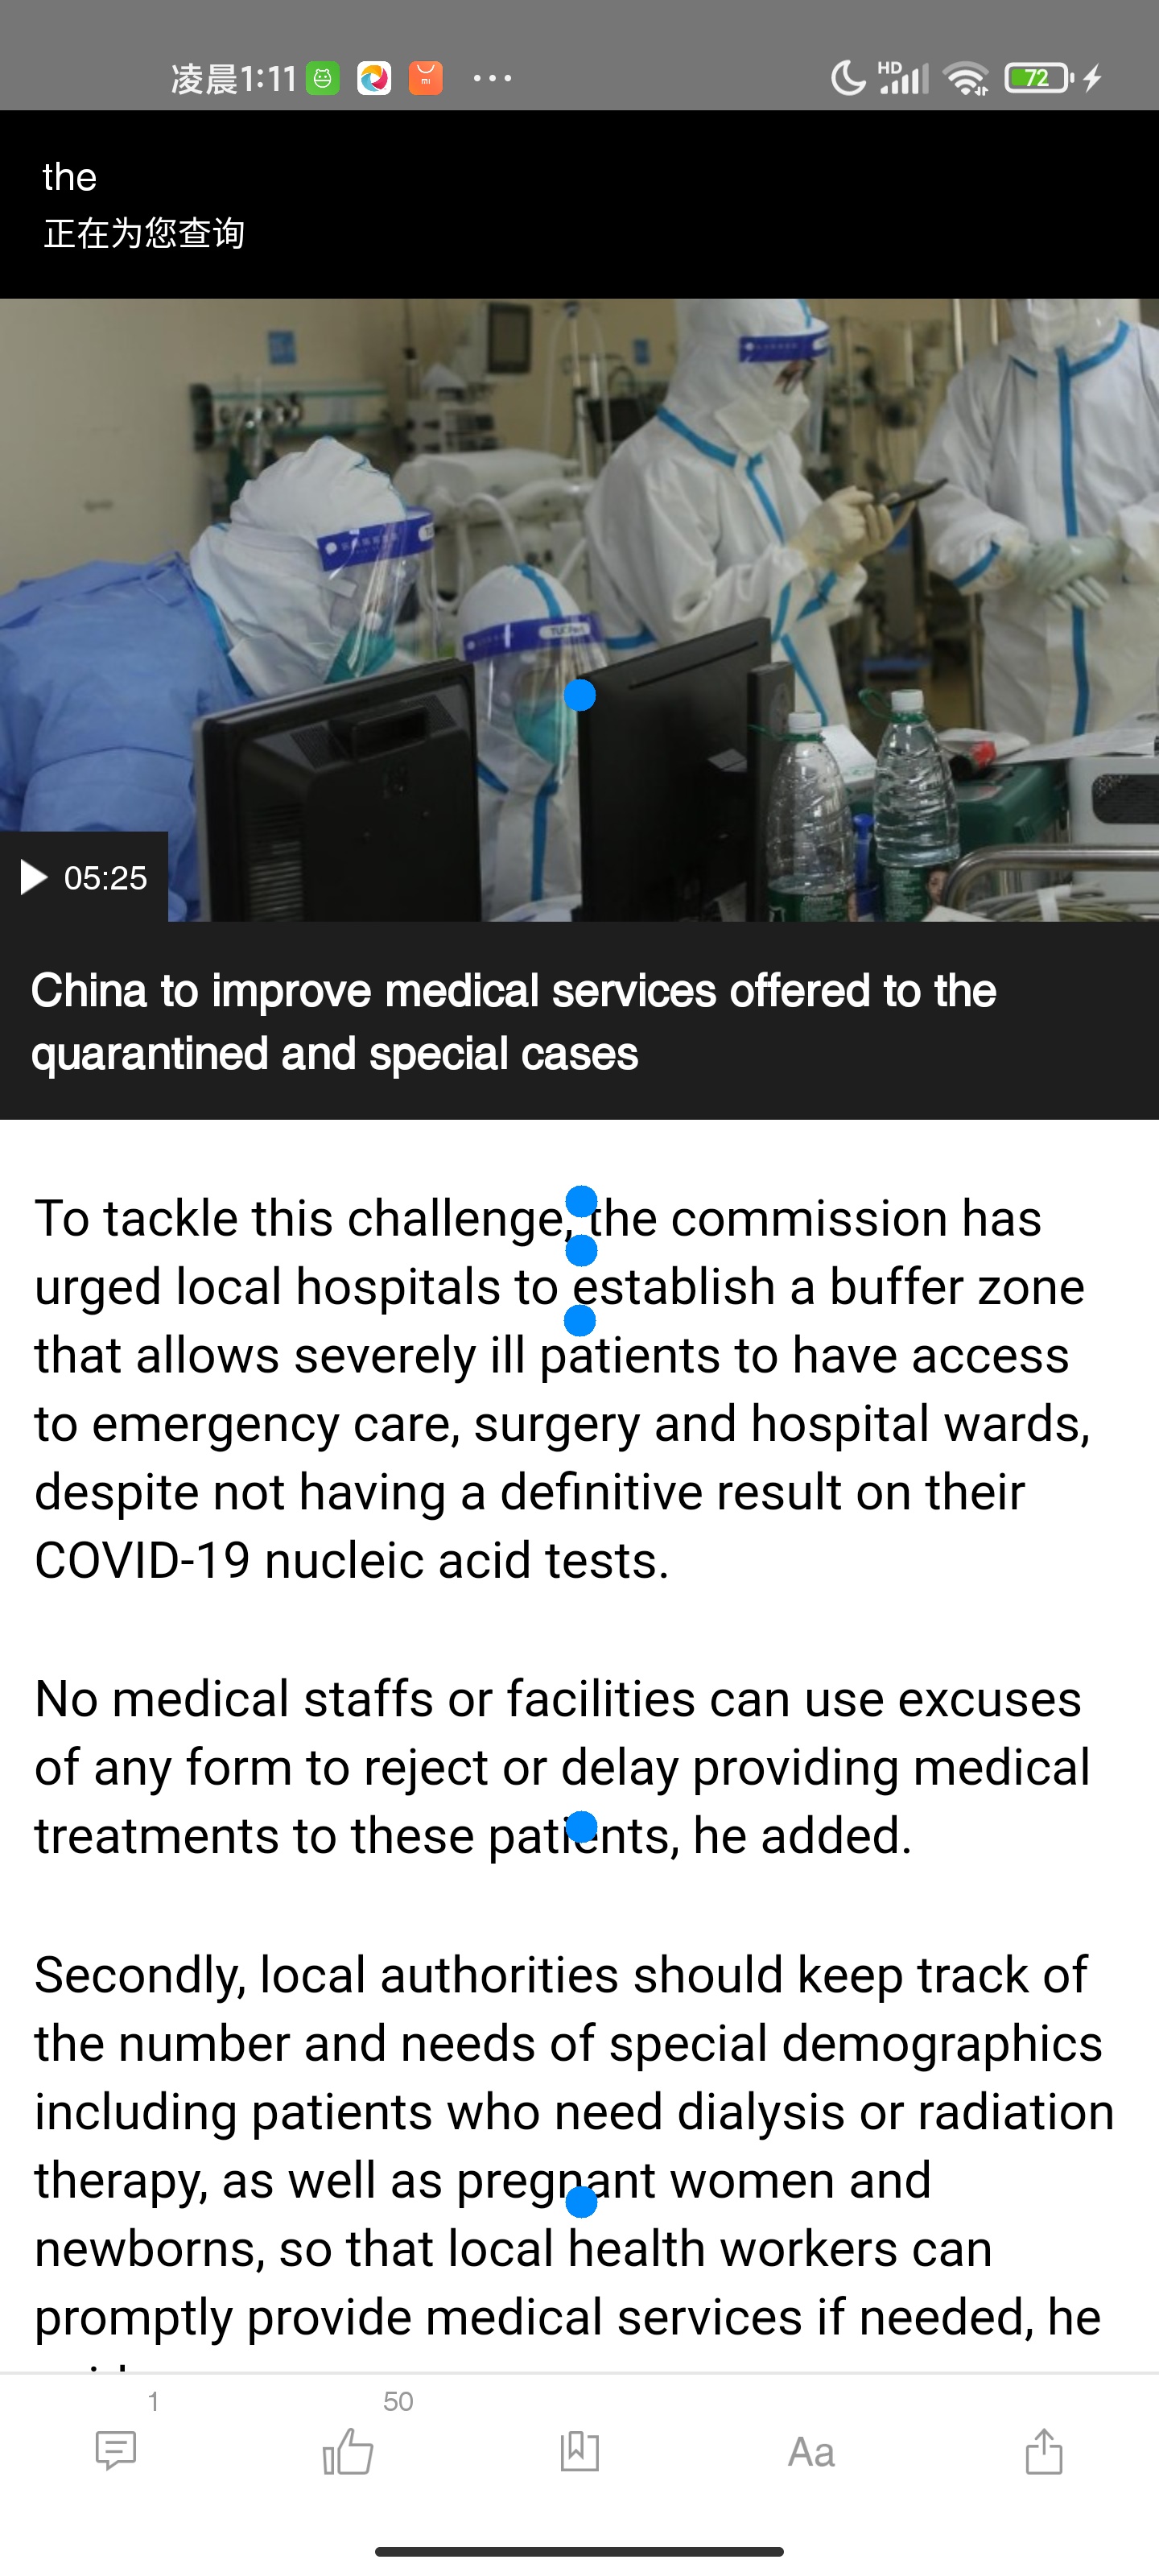 凌晨1:11
HD
72
the
正在为您查询
05:25
China to improve medical services offered to the
quarantined and special cases
To tackle this challenge, the commission has
urged local hospitals to establish a buffer zone
that allows severely ill patients to have access
to emergency care, surgery and hospital wards,
despite not having a definitive result on their
COVID-19 nucleic acid tests.
No medical staffs or facilities can use excuses
of any form to reject or delay providing medical
treatments to these patients, he added.
Secondly, local authorities should keep track of
the number and needs of special demographics
including patients who need dialysis or radiation
therapy, as well as pregnant women and
newborns, so that local health workers can
promptly provide medical services if needed, he
1
50
Aa